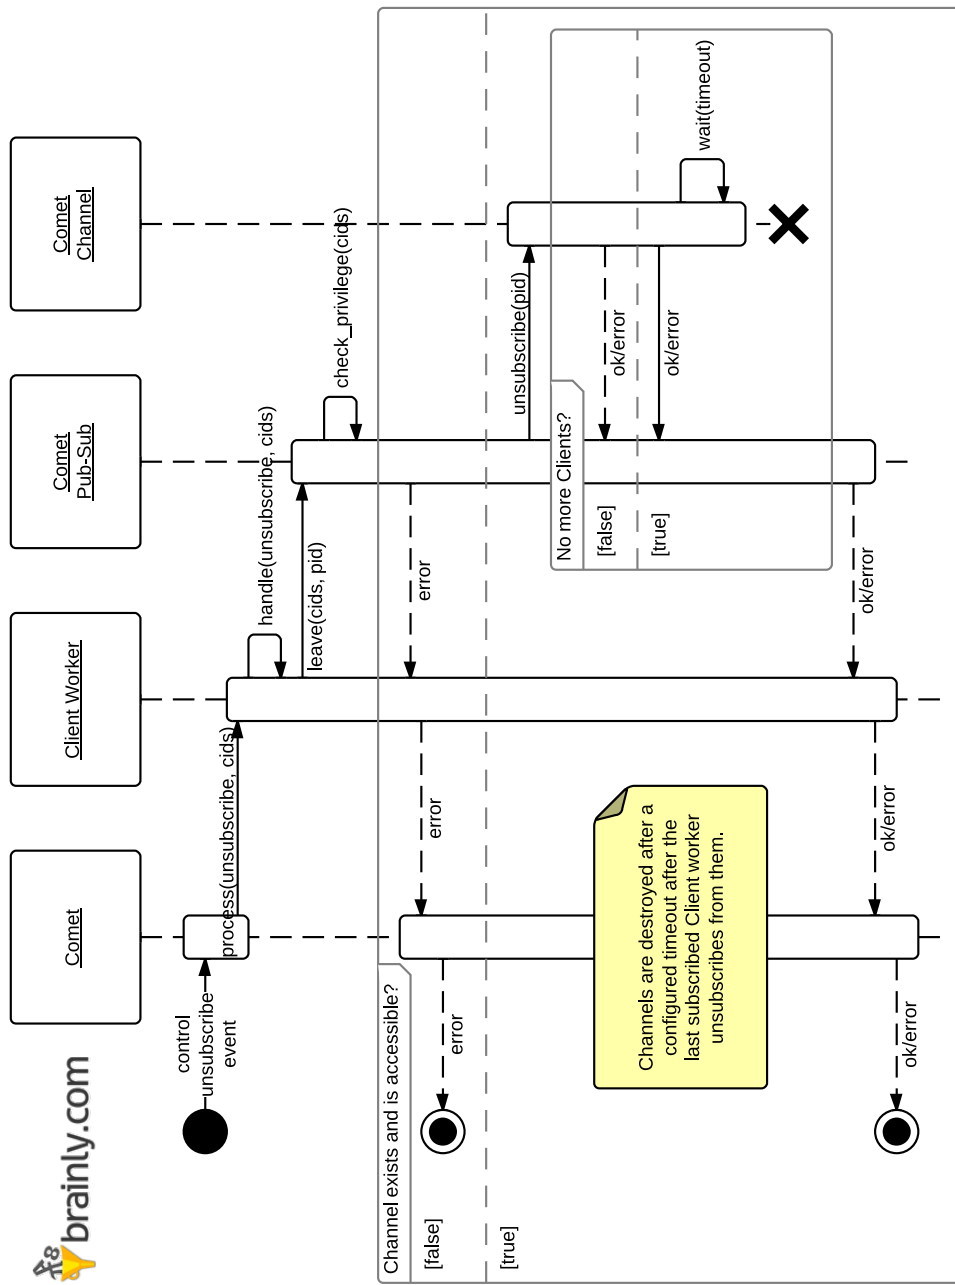 brainly.com
Comet
Client Worker
Comet
Pub-Sub
Comet
Channel
control
unsubscribe
event
process(unsubscribe, cids)
handle(unsubscribe, cids)
leave(cids, pid)
check_privilege(cids)
Channel exists and is accessible?
[false]
error
error
error
[true]
unsubscribe(pid)
No more Clients?
[false]
ok/error
[true]
ok/error
wait(timeout)
Channels are destroyed after a
configured timeout after the
last subscribed Client worker
unsubscribes from them.
ok/error
ok/error
ok/error